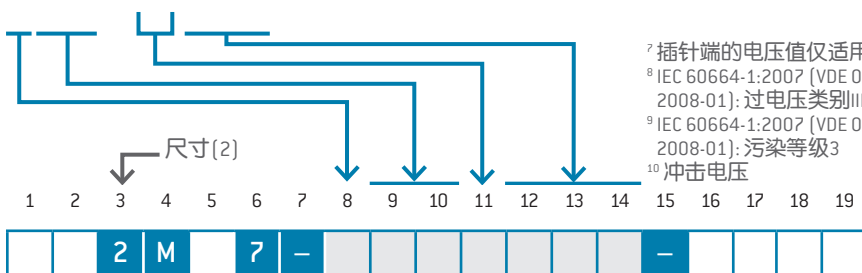 ⁷ 插针端的电压值仅适用
⁸ IEC 60664-1:2007 (VDE 0
2008-01): 过电压类别III
⁹ IEC 60664-1:2007 (VDE 0
2008-01): 污染等级3
¹⁰ 冲击电压
尺寸(2)
1 2 3 4 5 6 7 8 9 10 11 12 13 14 15 16 17 18 19
2 M 7 – –